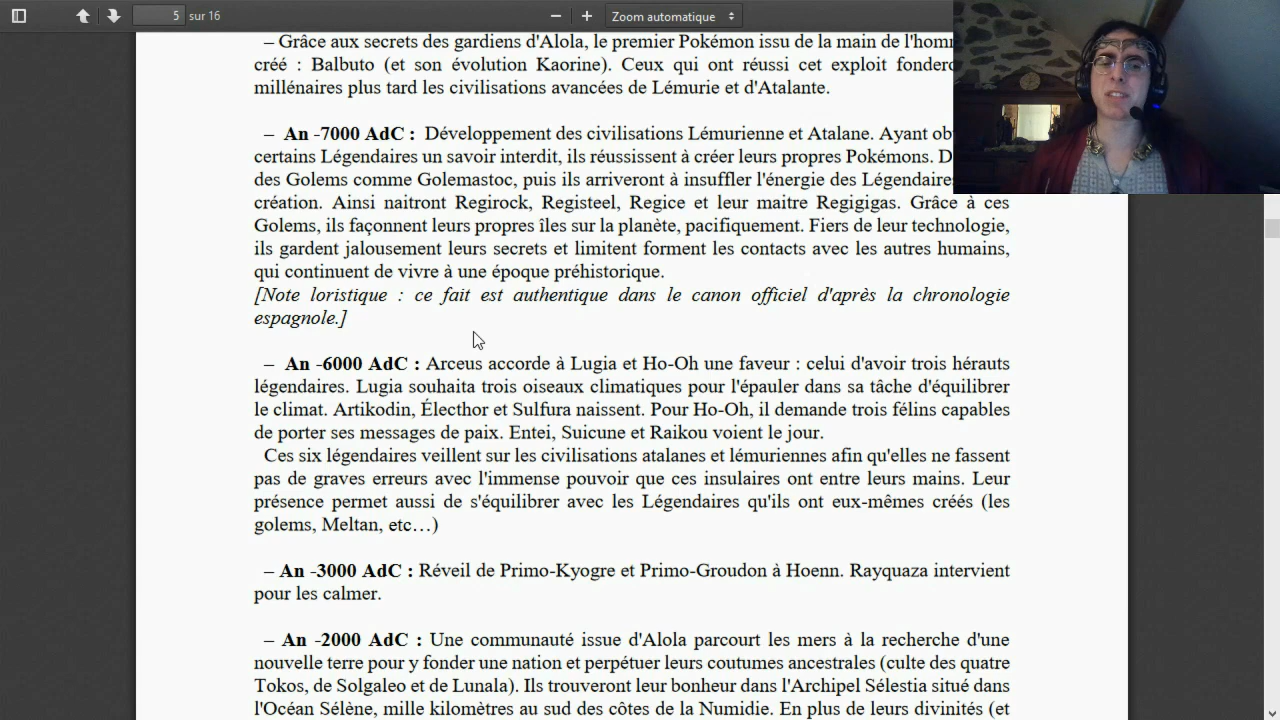 5 sur 16
Zoom automatique
– Grâce aux secrets des gardiens d'Alola, le premier Pokémon issu de la main de l'hom
créé : Balbuto (et son évolution Kaorine). Ceux qui ont réussi cet exploit fonder
millénaires plus tard les civilisations avancées de Lémurie et d'Atalante.
– An -7000 AdC : Développement des civilisations Lémurienne et Atalane. Ayant ob
certains Légendaires un savoir interdit, ils réussissent à créer leurs propres Pokémons. D
des Golems comme Golemastoc, puis ils arriveront à insuffler l'énergie des Légendaires
création. Ainsi naitront Regirock, Registeel, Regice et leur maitre Regigigas. Grâce à ces
Golems, ils façonnent leurs propres îles sur la planète, pacifiquement. Fiers de leur technologie,
ils gardent jalousement leurs secrets et limitent forment les contacts avec les autres humains,
qui continuent de vivre à une époque préhistorique.
[Note loristique : ce fait est authentique dans le canon officiel d'après la chronologie
espagnole.]
– An -6000 AdC : Arceus accorde à Lugia et Ho-Oh une faveur : celui d'avoir trois hérauts
légendaires. Lugia souhaita trois oiseaux climatiques pour l'épauler dans sa tâche d'équilibrer
le climat. Artikodin, Électhor et Sulfura naissent. Pour Ho-Oh, il demande trois félins capables
de porter ses messages de paix. Entei, Suicune et Raikou voient le jour.
Ces six légendaires veillent sur les civilisations atalanes et lémuriennes afin qu'elles ne fassent
pas de graves erreurs avec l'immense pouvoir que ces insulaires ont entre leurs mains. Leur
présence permet aussi de s'équilibrer avec les Légendaires qu'ils ont eux-mêmes créés (les
golems, Meltan, etc…)
– An -3000 AdC : Réveil de Primo-Kyogre et Primo-Groudon à Hoenn. Rayquaza intervient
pour les calmer.
– An -2000 AdC : Une communauté issue d'Alola parcourt les mers à la recherche d'une
nouvelle terre pour y fonder une nation et perpétuer leurs coutumes ancestrales (culte des quatre
Tokos, de Solgaleo et de Lunala). Ils trouveront leur bonheur dans l'Archipel Sélestia situé dans
l'Océan Sélène, mille kilomètres au sud des côtes de la Numidie. En plus de leurs divinités (et